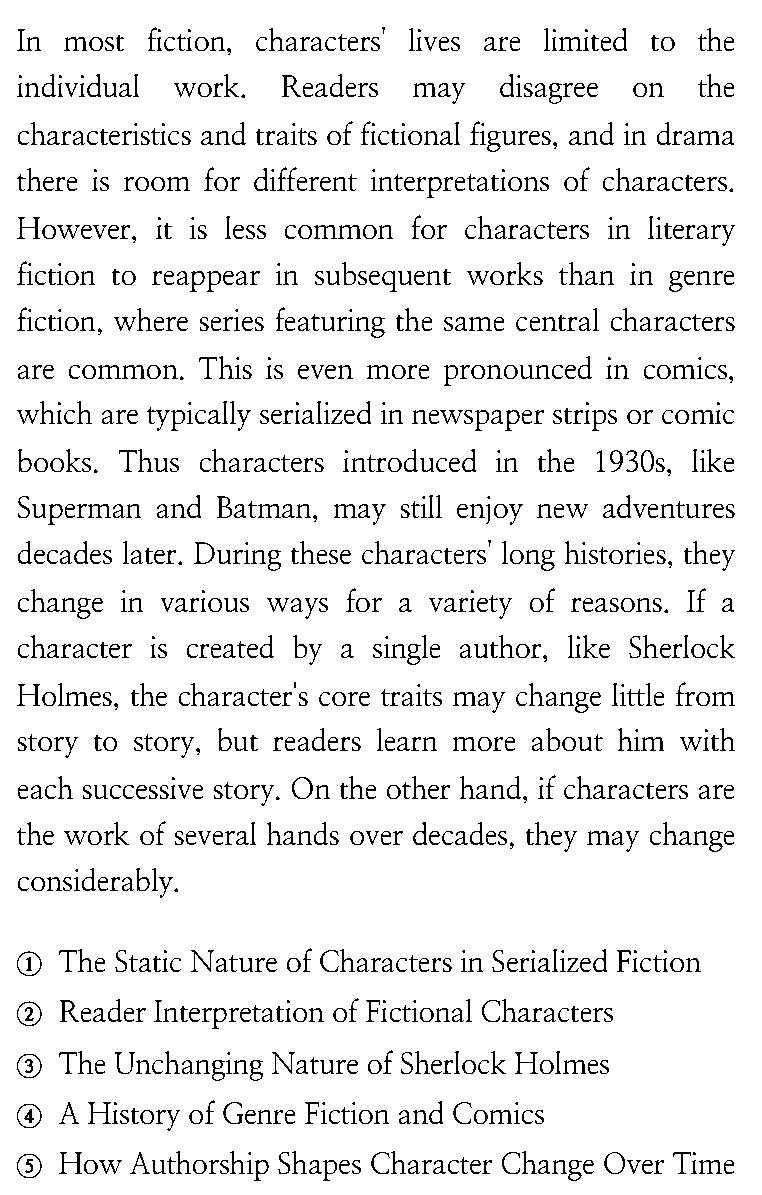 In most fiction, characters' lives are limited to the
individual work. Readers may disagree on the
characteristics and traits of fictional figures, and in drama
there is room for different interpretations of characters.
However, it is less common for characters in literary
fiction to reappear in subsequent works than in genre
fiction, where series featuring the same central characters
are common. This is even more pronounced in comics,
which are typically serialized in newspaper strips or comic
books. Thus characters introduced in the 1930s, like
Superman and Batman, may still enjoy new adventures
decades later. During these characters' long histories, they
change in various ways for a variety of reasons. If a
character is created by a single author, like Sherlock
Holmes, the character's core traits may change little from
story to story, but readers learn more about him with
each successive story. On the other hand, if characters are
the work of several hands over decades, they may change
considerably.
① The Static Nature of Characters in Serialized Fiction
② Reader Interpretation of Fictional Characters
③ The Unchanging Nature of Sherlock Holmes
④ A History of Genre Fiction and Comics
⑤ How Authorship Shapes Character Change Over Time